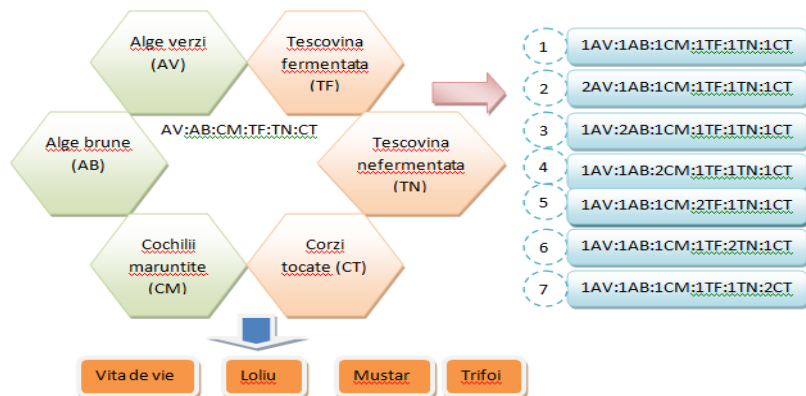 Alge verzi
(AV)
Tescovina
fermentata
(TF)
Alge brune
(AB)
AV:AB:CM:TF:TN:CT
Tescovina
nefermentata
(TN)
Cochilii
maruntite
(CM)
Corzi
tocate (CT)
1 1AV:1AB:1CM:1TF:1TN:1CT
2 2AV:1AB:1CM:1TF:1TN:1CT
3 1AV:2AB:1CM:1TF:1TN:1CT
4 1AV:1AB:2CM:1TF:1TN:1CT
5 1AV:1AB:1CM:2TF:1TN:1CT
6 1AV:1AB:1CM:1TF:2TN:1CT
7 1AV:1AB:1CM:1TF:1TN:2CT
Vita de vie
Loliu
Mustar
Trifoi